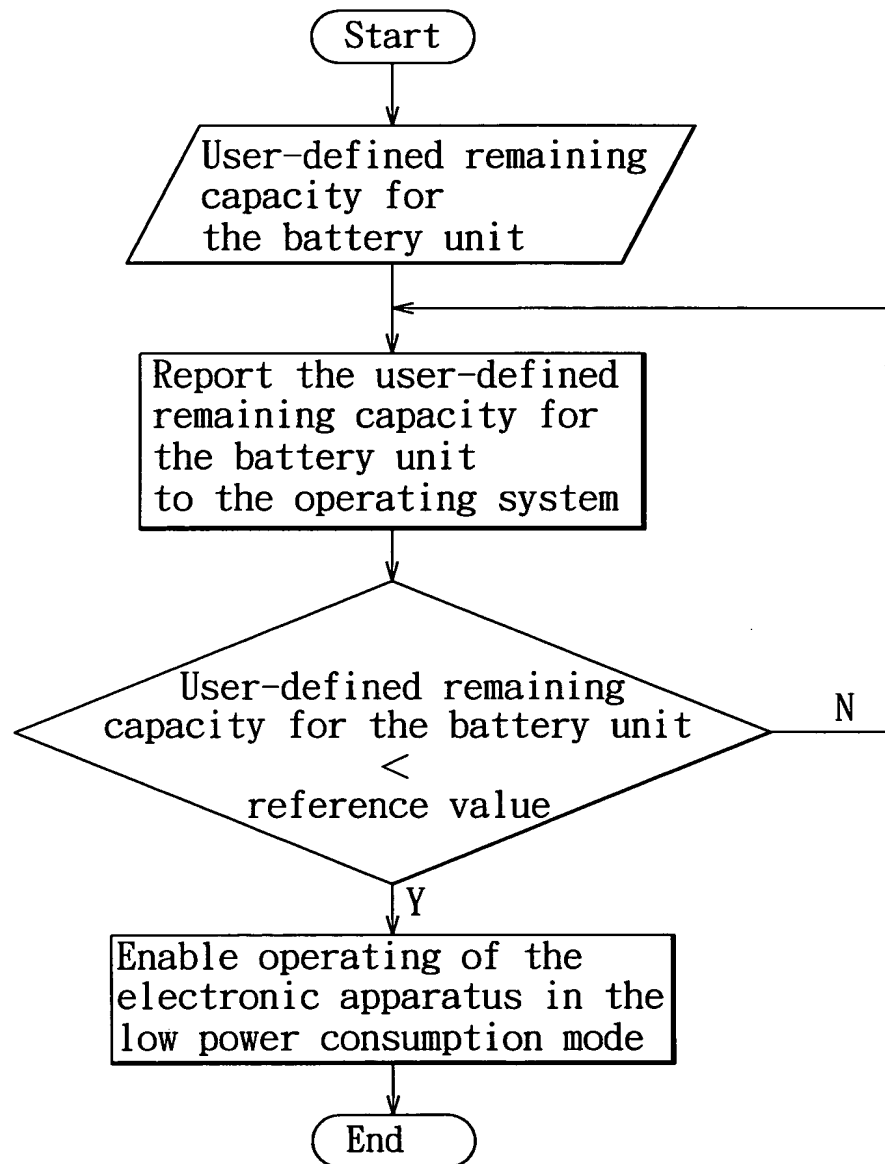 Start
User-defined remaining
capacity for
the battery unit
Report the user-defined
remaining capacity for
the battery unit
to the operating system
User-defined remaining
capacity for the battery unit
<
reference value
N
Y
Enable operating of the
electronic apparatus in the
low power consumption mode
End